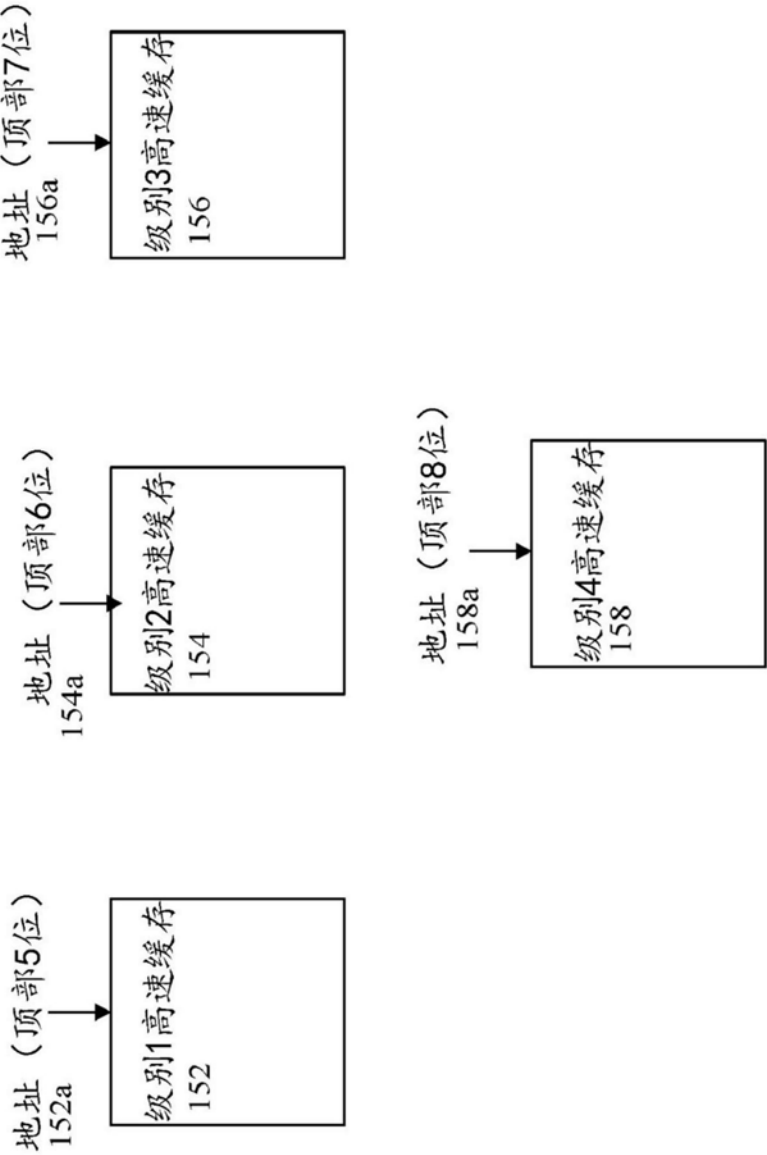 地址（顶部5位）
152a
级别1高速缓存
152
地址（顶部6位）
154a
级别2高速缓存
154
地址（顶部7位）
156a
级别3高速缓存
156
地址（顶部8位）
158a
级别4高速缓存
158